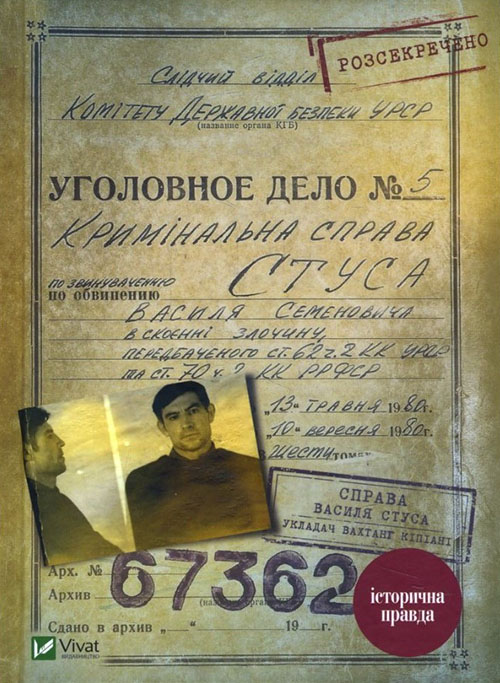 РОЗСЕКРЕЧЕНО
Слідчий відділ
Комітету Державної безпеки УРСР
(название органа КГБ)
УГОЛОВНОЕ ДЕЛО № 5
Кримінальна справа
Стуса
по звинуваченню
по обвинению
Василя Семеновича
в скоєнні злочину,
передбаченого ст. 62 ч. 2 КК УРСР
та ст. 70 ч. 2 КК РРФСР
„13“ травня 1980г.
„10“ вересня 1980г.
в шести томах
СПРАВА
ВАСИЛЯ СТУСА
УКЛАДАЧ ВАХТАНГ КІПІАНІ
Арх. №
Архив
67362
Сдано в архив „ “ 19 г.
історична
правда
Vivat
ВИДАВНИЦТВО